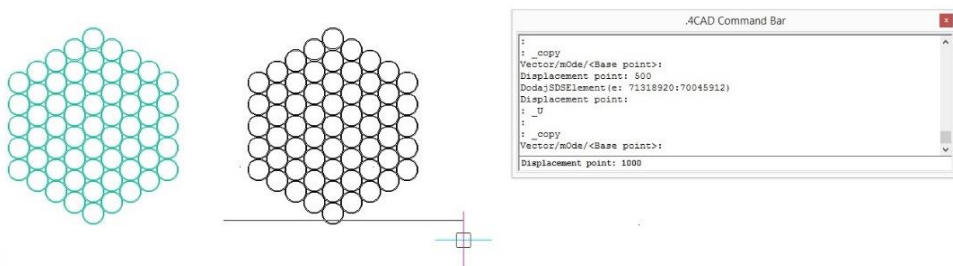 .4CAD Command Bar
:
: _copy
Vector/mOde/<Base point>:
Displacement point: 500
DodajSDSElement(e: 71318920:70045912)
Displacement point:
: _U
:
: _copy
Vector/mOde/<Base point>:
Displacement point: 1000